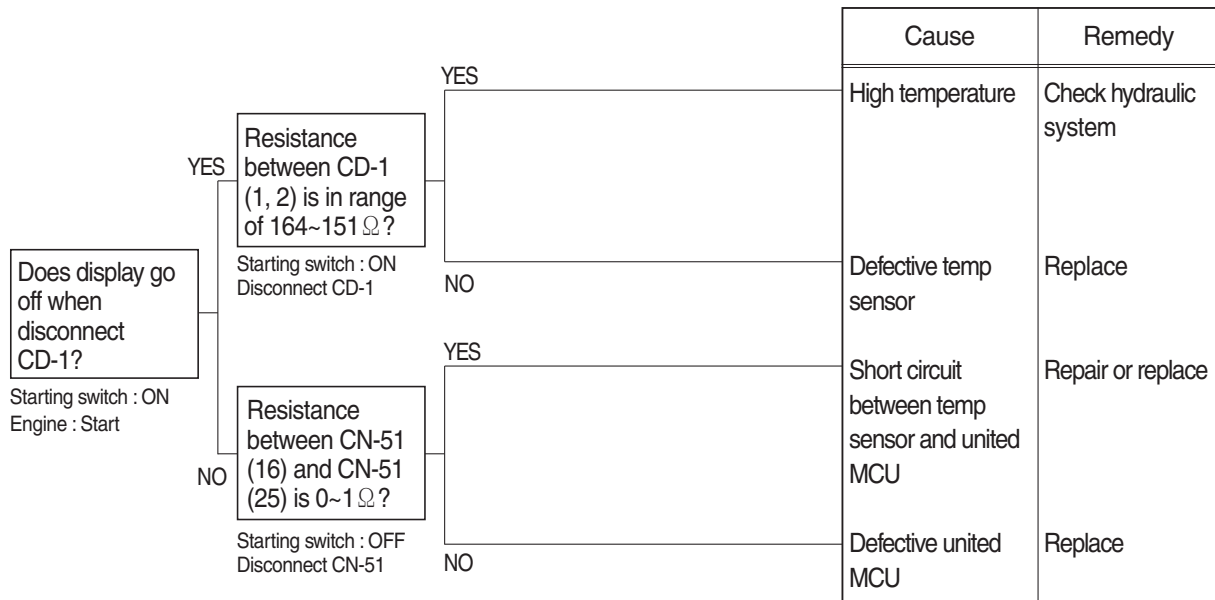 Cause
Remedy
YES
High temperature
Check hydraulic
system
Resistance
between CD-1
(1, 2) is in range
of 164~151Ω?
YES
Starting switch : ON
Disconnect CD-1
NO
Defective temp
sensor
Replace
Does display go
off when
disconnect
CD-1?
Starting switch : ON
Engine : Start
YES
Short circuit
between temp
sensor and united
MCU
Repair or replace
Resistance
between CN-51
(16) and CN-51
(25) is 0~1Ω?
NO
Starting switch : OFF
Disconnect CN-51
NO
Defective united
MCU
Replace